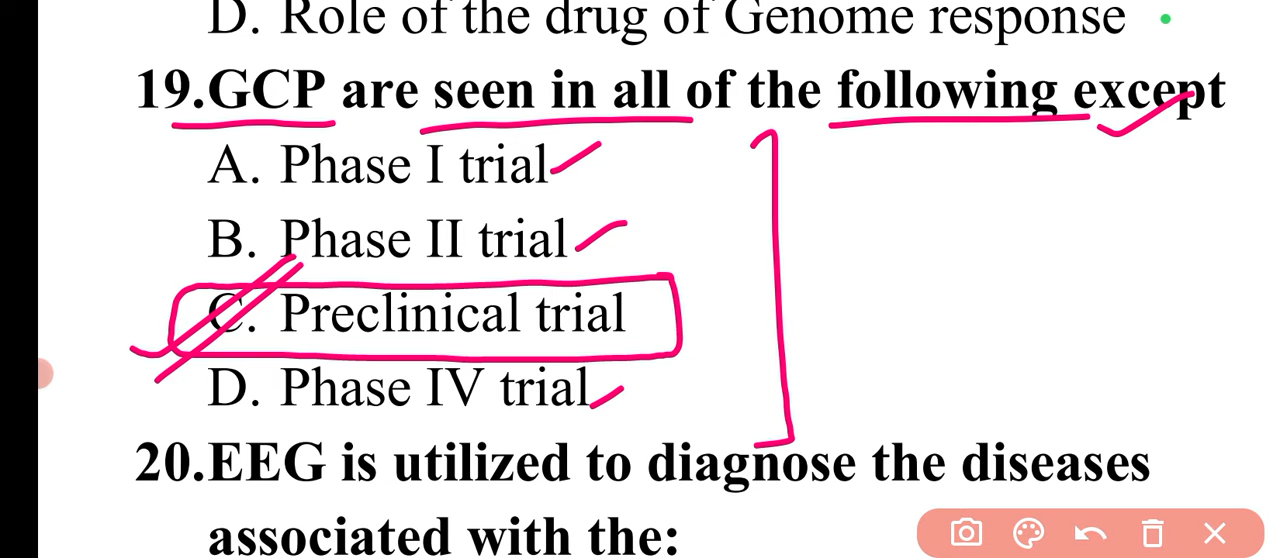 D. Role of the drug of Genome response
19.GCP are seen in all of the following except
A. Phase I trial
B. Phase II trial
C. Preclinical trial
D. Phase IV trial
20.EEG is utilized to diagnose the diseases
associated with the: